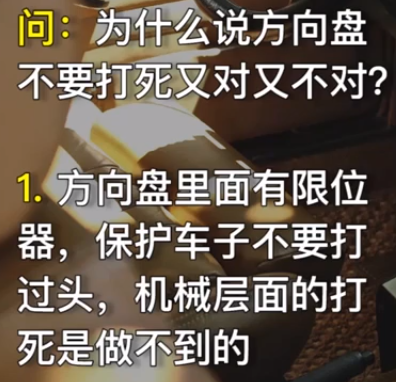 问：为什么说方向盘
不要打死又对又不对？
1. 方向盘里面有限位
器，保护车子不要打
过头，机械层面的打
死是做不到的